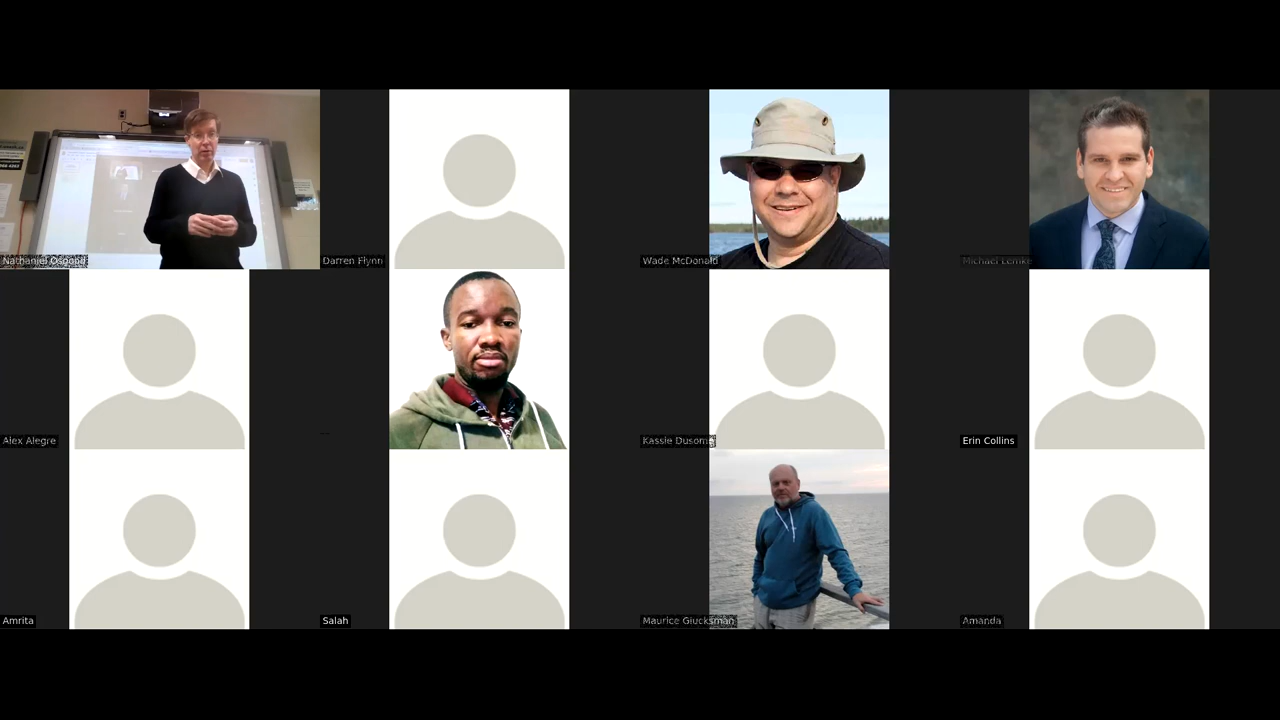 Nathaniel Osgood
Darren Flynn
Wade McDonald
Michael Lemke
Alex Alegre
Kassie Dusome
Erin Collins
Amrita
Salah
Maurice Glucksman
Amanda